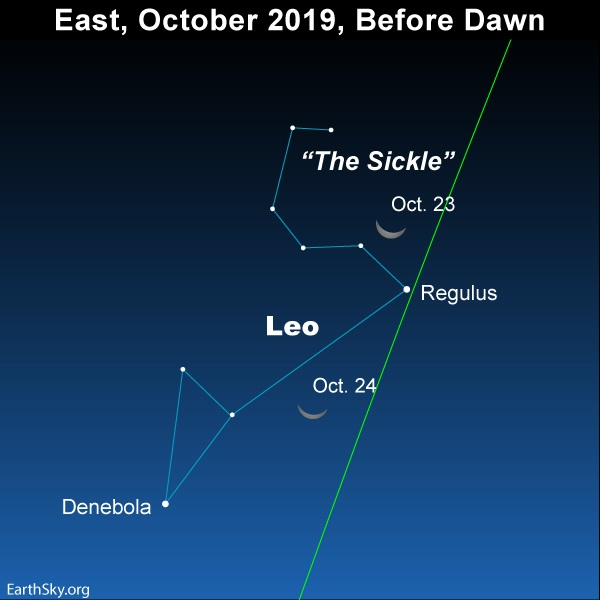 East, October 2019, Before Dawn
“The Sickle”
Oct. 23
Regulus
Leo
Oct. 24
Denebola
EarthSky.org